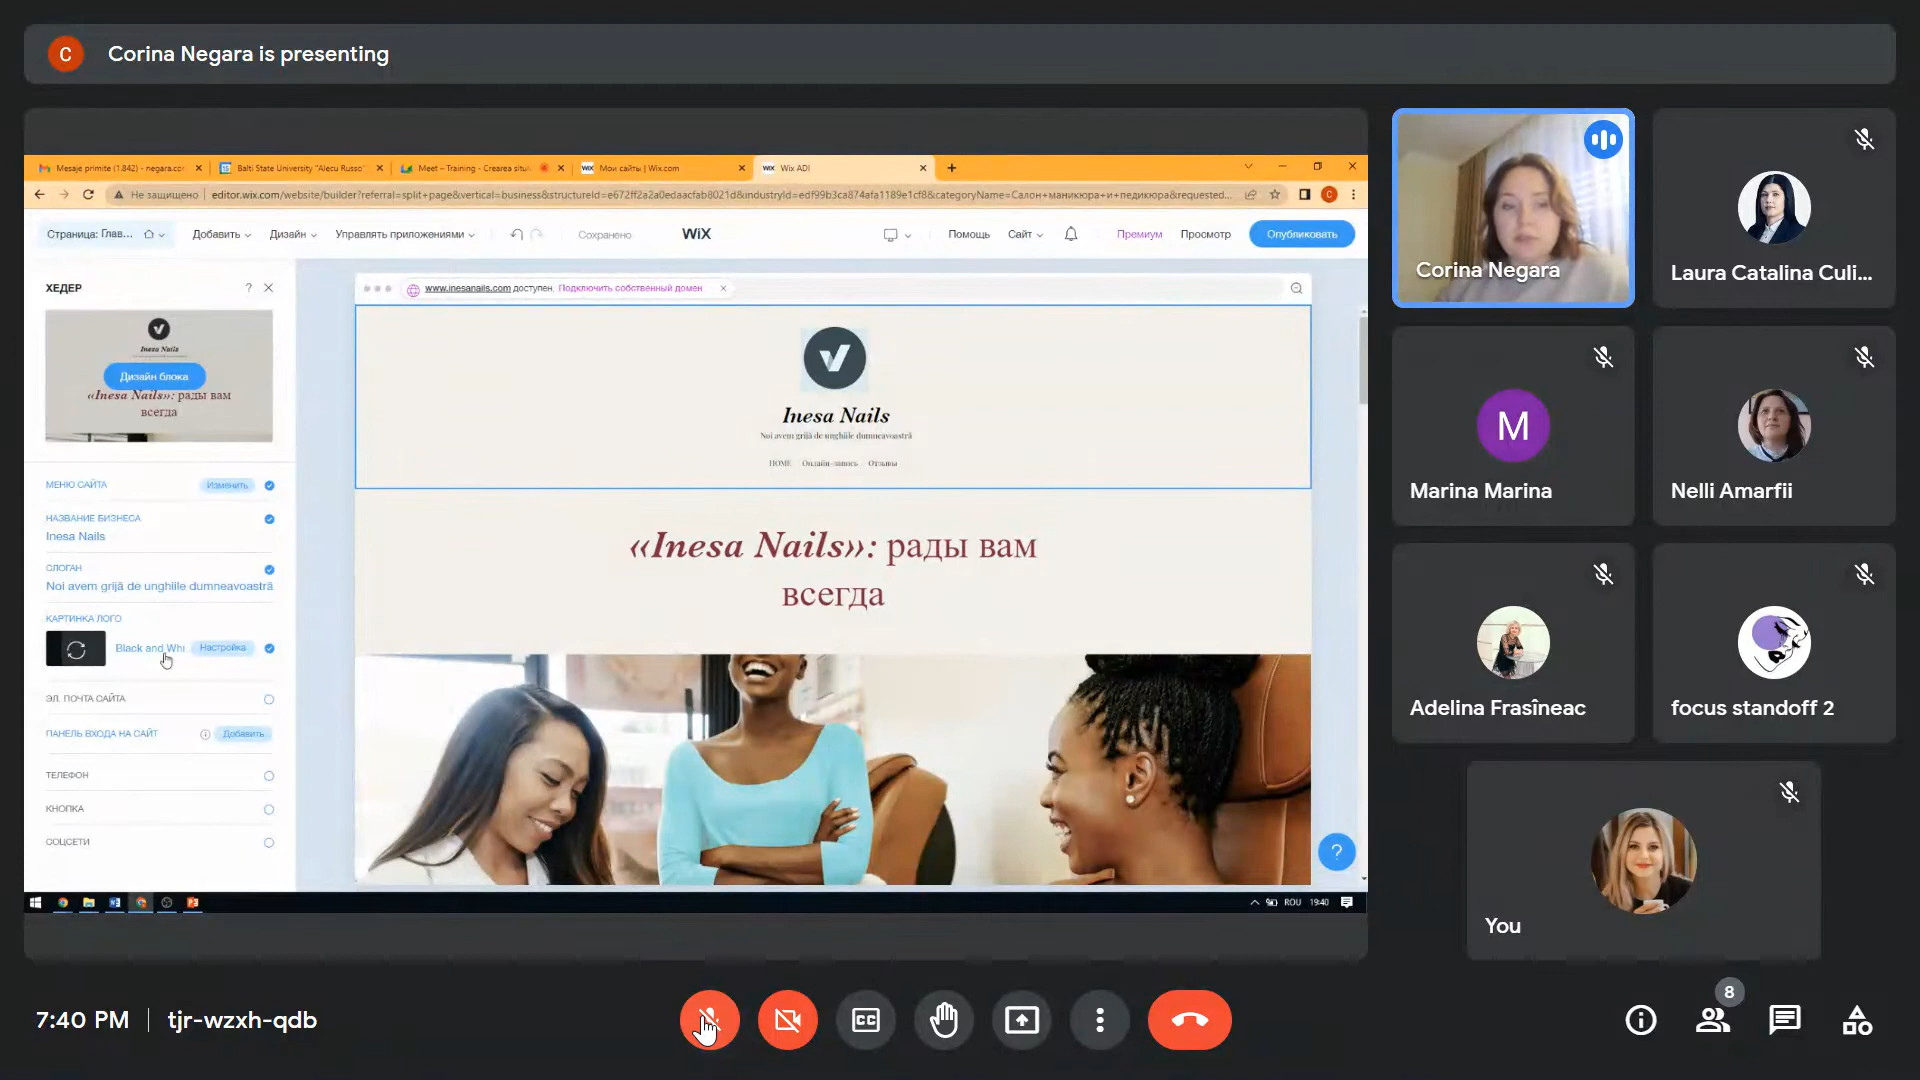 C
Corina Negara is presenting
Mesaje primite (1.842) - negara.cor
Balti State University "Alecu Russo"
Meet – Training - Crearea situl
WIX Мои сайты | Wix.com
WIX Wix ADI
Не защищено
editor.wix.com/website/builder?referral=split+page&vertical=business&structureId=e672ff2a2a0edaacfab8021d&industryId=edf99b3ca874afa1189e1cf8&categoryName=Салон+маникюра+и+педикюра&requested...
C
Страница: Глав...
Добавить
Дизайн
Управлять приложениями
Сохранено
WiX
Помощь
Сайт
Премиум
Просмотр
Опубликовать
ХЕДЕР
?
Inesa Nails
Дизайн блока
«Inesa Nails»: рады вам
всегда
МЕНЮ САЙТА
Изменить
НАЗВАНИЕ БИЗНЕСА
Inesa Nails
СЛОГАН
Noi avem grijă de unghiile dumneavoastră
КАРТИНКА ЛОГО
Black and Whi
Настройка
ЭЛ. ПОЧТА САЙТА
ПАНЕЛЬ ВХОДА НА САЙТ
Добавить
ТЕЛЕФОН
КНОПКА
СОЦСЕТИ
www.inesanails.com доступен. Подключить собственный домен
Inesa Nails
Noi avem grijă de unghiile dumneavoastră
HOME Онлайн-запись Отзывы
«Inesa Nails»: рады вам
всегда
?
ROU 19:40
Corina Negara
Laura Catalina Culi...
M
Marina Marina
Nelli Amarfii
Adelina Frasîneac
focus standoff 2
You
7:40 PM
tjr-wzxh-qdb
CC
8